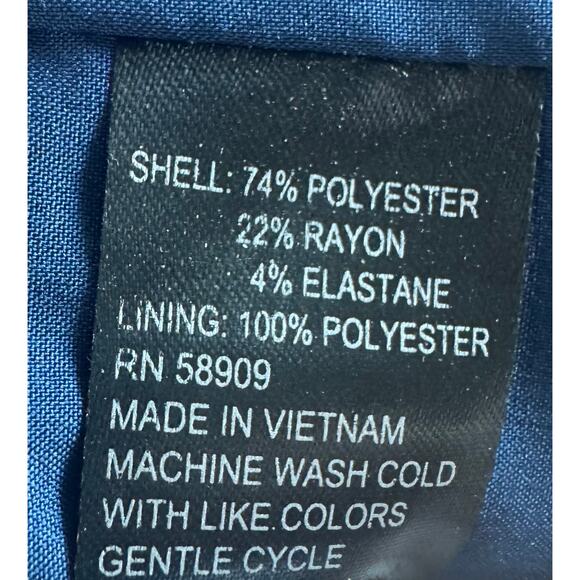 SHELL: 74% POLYESTER
22% RAYON
4% ELASTANE
LINING: 100% POLYESTER
RN 58909
MADE IN VIETNAM
MACHINE WASH COLD
WITH LIKE COLORS
GENTLE CYCLE